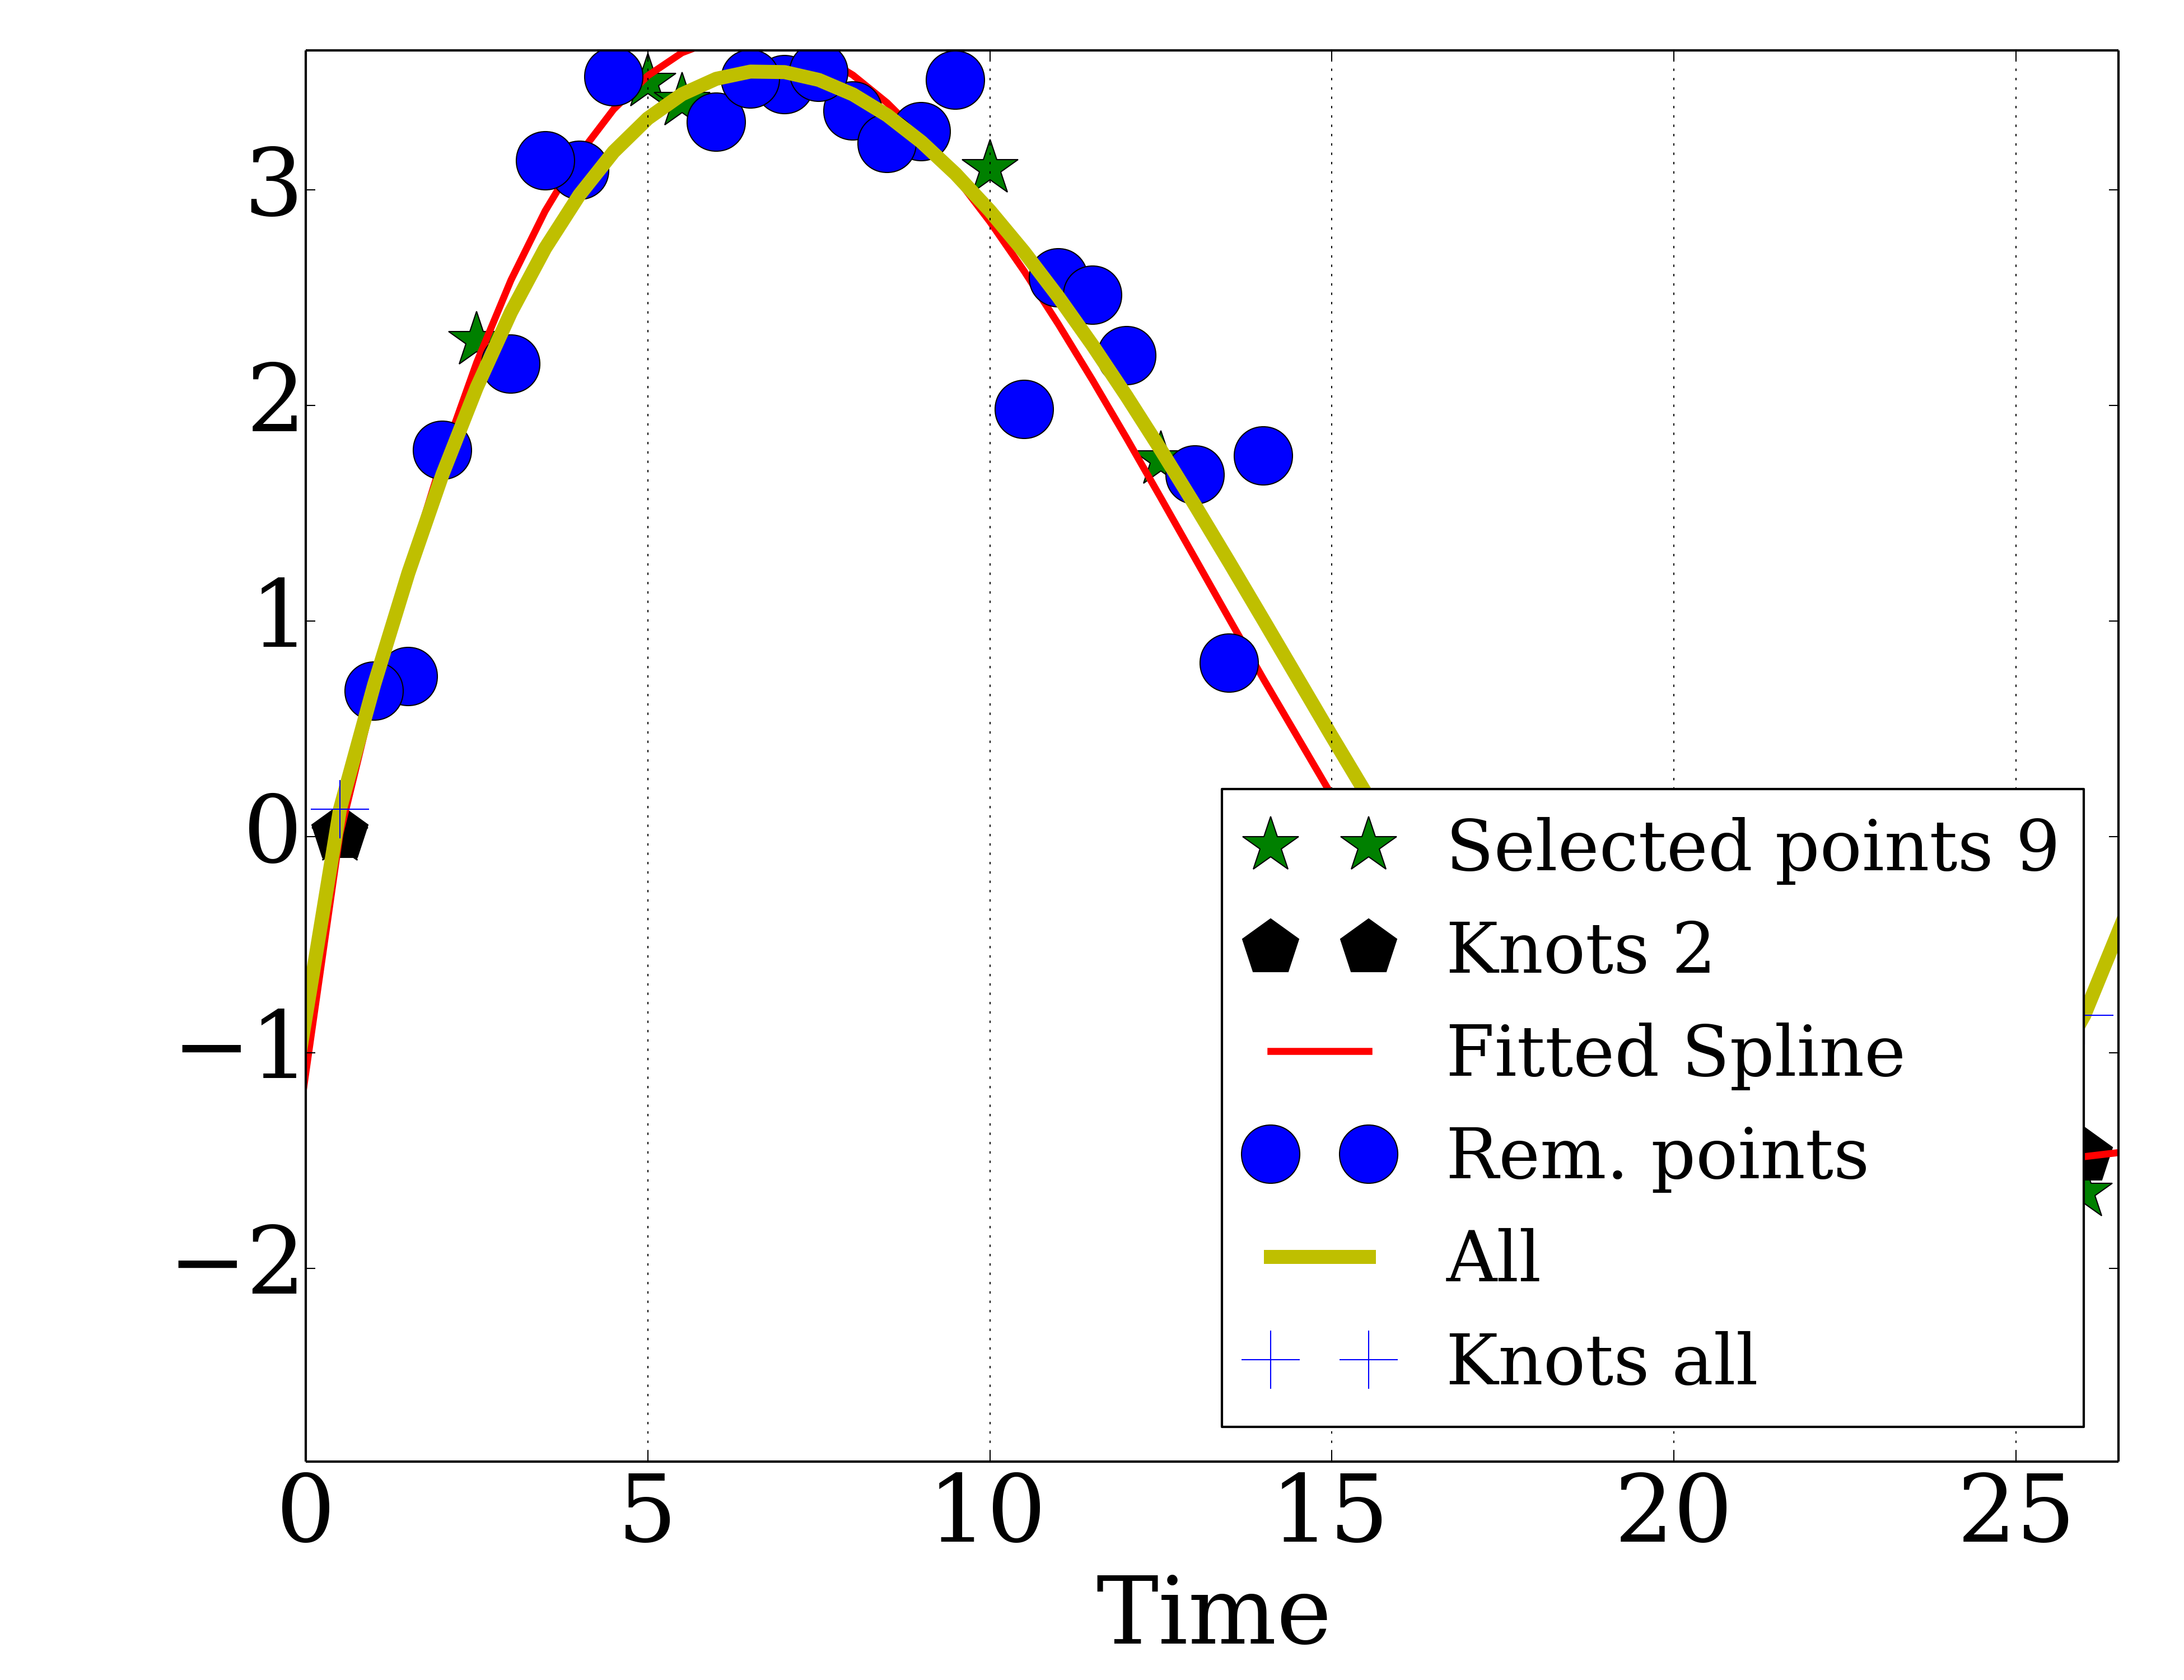 3
2
1
0
−1
−2
Selected points 9
Knots 2
Fitted Spline
Rem. points
All
Knots all
0 5 10 15 20 25
Time